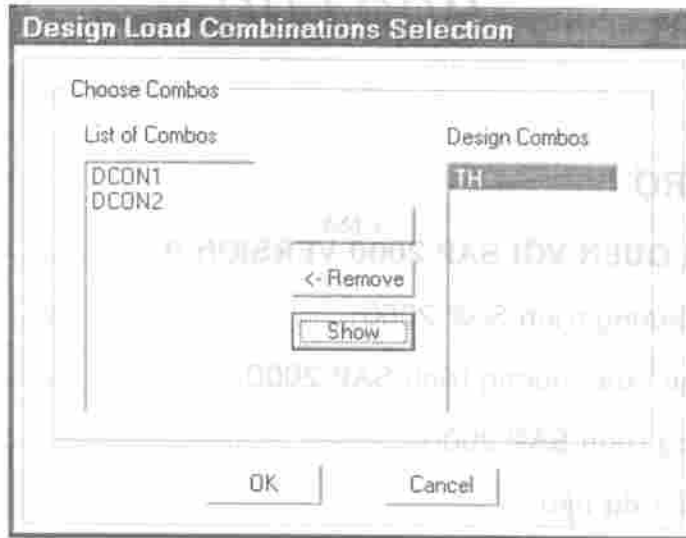 Design Load Combinations Selection
Choose Combos
List of Combos
Design Combos
DCON1
DCON2
TH
<- Remove
Show
OK
Cancel